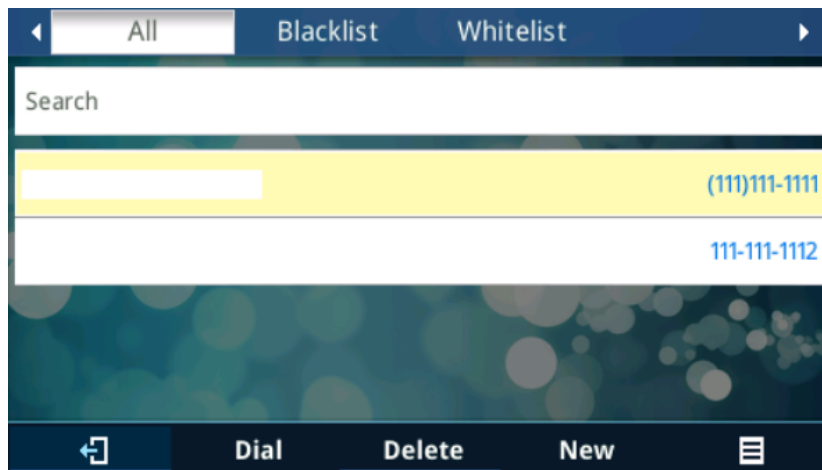 All Blacklist Whitelist
Search
(111)111-1111
111-111-1112
Dial Delete New